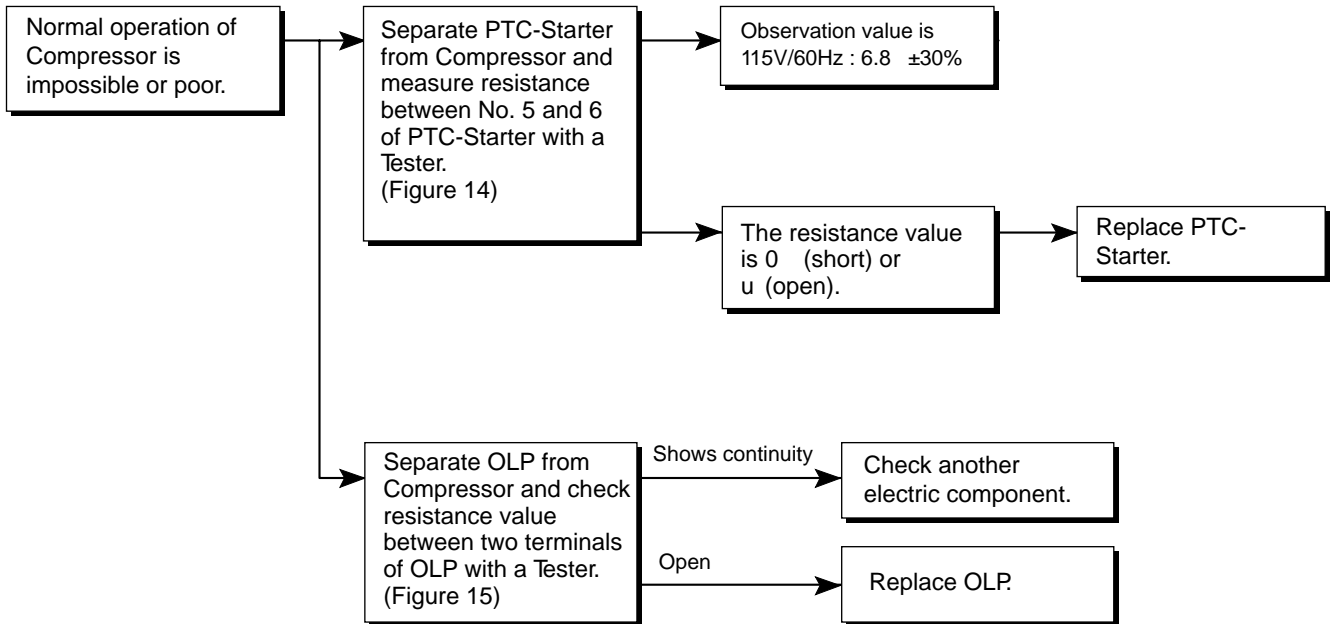 Normal operation of
Compressor is
impossible or poor.
Separate PTC-Starter
from Compressor and
measure resistance
between No. 5 and 6
of PTC-Starter with a
Tester.
(Figure 14)
Observation value is
115V/60Hz : 6.8 ±30%
The resistance value
is 0 (short) or
u (open).
Replace PTC-
Starter.
Separate OLP from
Compressor and check
resistance value
between two terminals
of OLP with a Tester.
(Figure 15)
Shows continuity
Check another
electric component.
Open
Replace OLP.